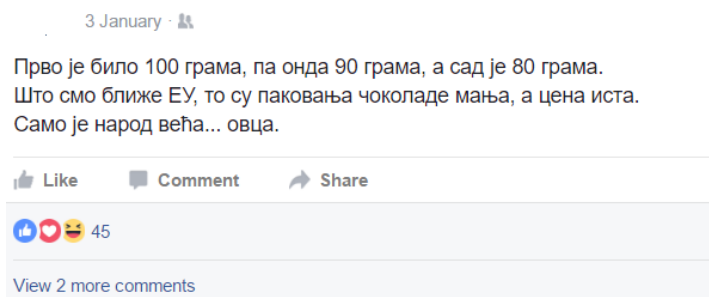 3 January ·
Прво је било 100 грама, па онда 90 грама, а сад је 80 грама.
Што смо ближе ЕУ, то су паковања чоколаде мања, а цена иста.
Само је народ већа... овца.
Like Comment Share
45
View 2 more comments